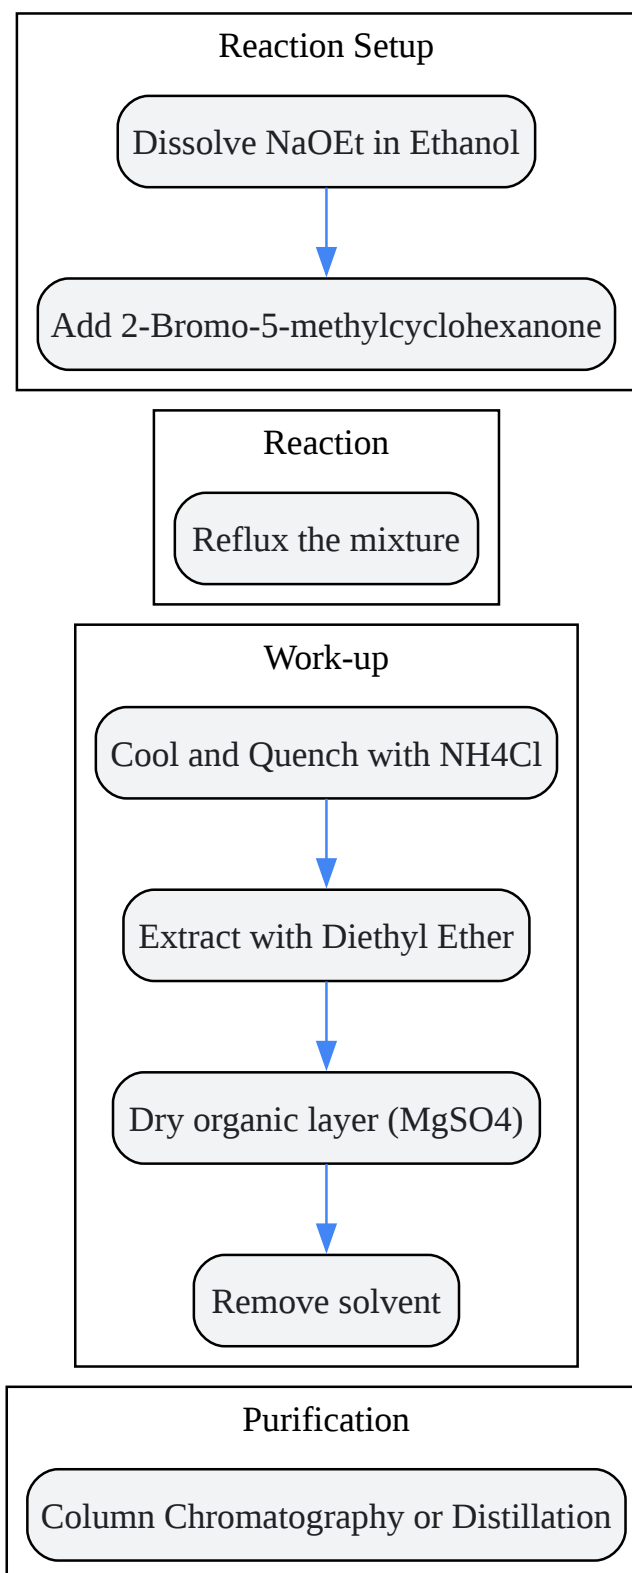 Reaction Setup
Dissolve NaOEt in Ethanol
Add 2-Bromo-5-methylcyclohexanone
Reaction
Reflux the mixture
Work-up
Cool and Quench with NH4Cl
Extract with Diethyl Ether
Dry organic layer (MgSO4)
Remove solvent
Purification
Column Chromatography or Distillation